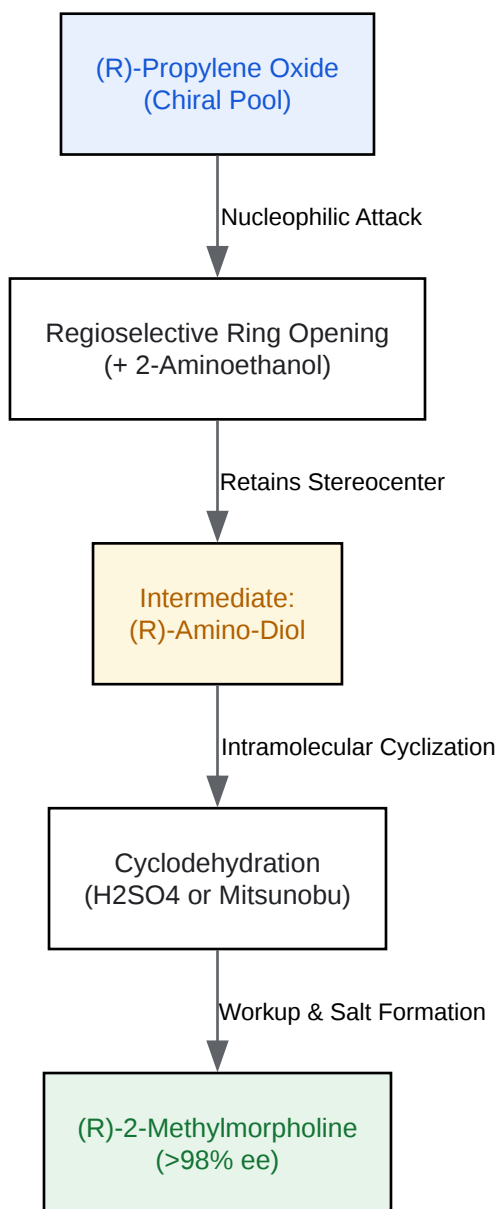 (R)-Propylene Oxide
(Chiral Pool)
Nucleophilic Attack
Regioselective Ring Opening
(+ 2-Aminoethanol)
Retains Stereocenter
Intermediate:
(R)-Amino-Diol
Intramolecular Cyclization
Cyclodehydration
(H2SO4 or Mitsunobu)
Workup & Salt Formation
(R)-2-Methylmorpholine
(>98% ee)